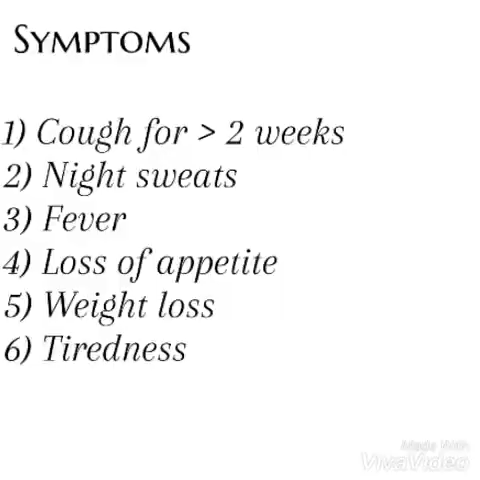 Symptoms
1) Cough for > 2 weeks
2) Night sweats
3) Fever
4) Loss of appetite
5) Weight loss
6) Tiredness
Made With
VivaVideo